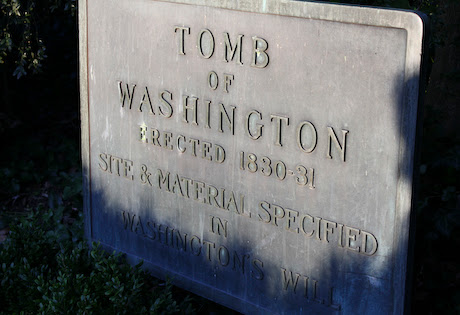 TOMB
OF
WASHINGTON
ERECTED 1830-31
SITE & MATERIAL SPECIFIED
IN
WASHINGTON'S WILL